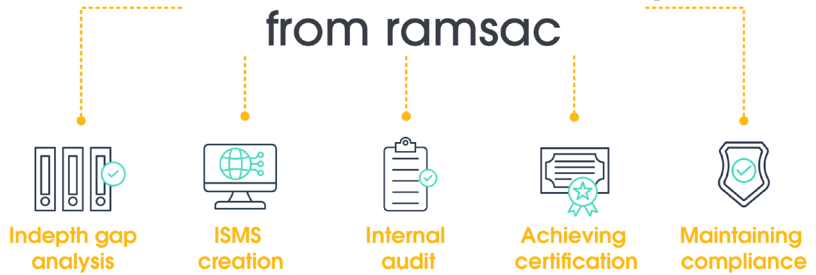 from ramsac
Indepth gap
analysis
ISMS
creation
Internal
audit
Achieving
certification
Maintaining
compliance